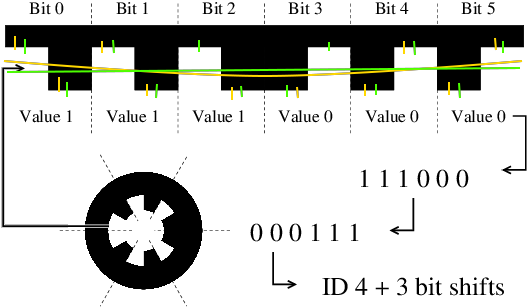 Bit 0 Bit 1 Bit 2 Bit 3 Bit 4 Bit 5
Value 1 Value 1 Value 1 Value 0 Value 0 Value 0
1 1 1 0 0 0
0 0 0 1 1 1
ID 4 + 3 bit shifts